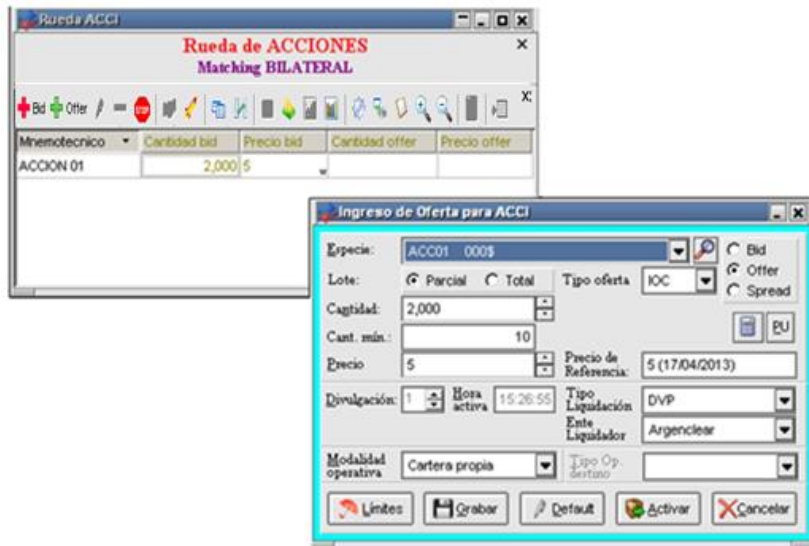 Rueda ACCI
Rueda de ACCIONES
Matching BILATERAL
Bid Offer STOP
Mnemotecnico Cantidad bid Precio bid Cantidad offer Precio offer
ACCION 01 2,000 5
Ingreso de Oferta para ACCI
Especie: ACC01 000$ Bid
Lote: Parcial Total Tipo oferta IOC Offer
Spread
Cantidad: 2,000
Cant. mín.: 10 PU
Precio 5 Precio de Referencia: 5 (17/04/2013)
Divulgación: 1 Hora activa 15:26:55 Tipo Liquidación DVP
Ente Liquidador Argenclear
Modalidad operativa Cartera propia Tipo Op. destino
Límites Grabar Default Activar Cancelar